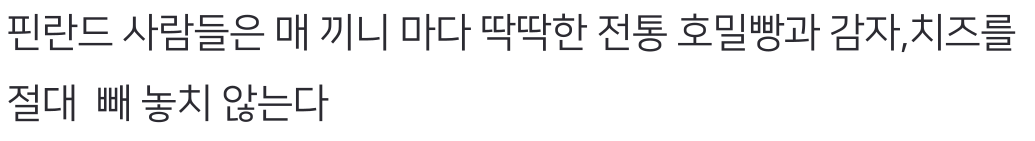 핀란드 사람들은 매 끼니 마다 딱딱한 전통 호밀빵과 감자,치즈를
절대  빼 놓치 않는다